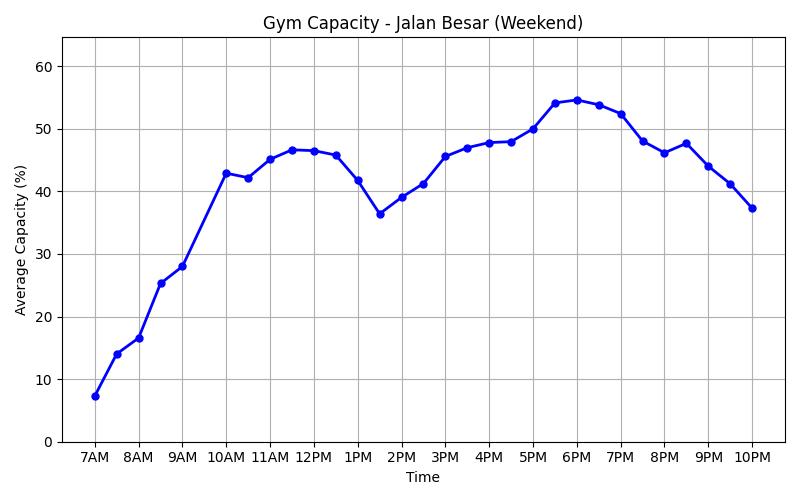 Gym Capacity - Jalan Besar (Weekend)
Average Capacity (%)
60
50
40
30
20
10
0
7AM 8AM 9AM 10AM 11AM 12PM 1PM 2PM 3PM 4PM 5PM 6PM 7PM 8PM 9PM 10PM
Time